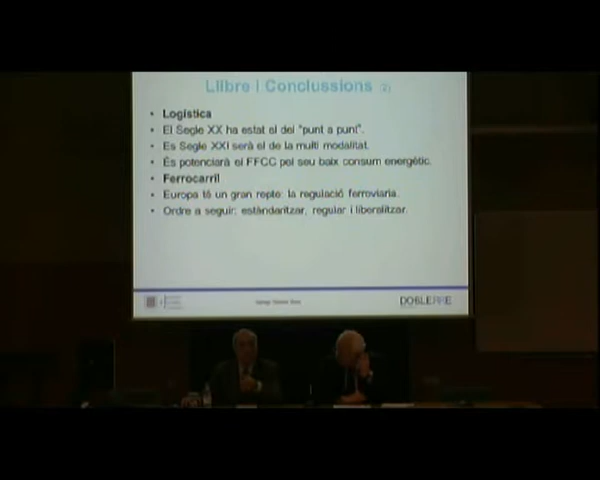 Llibre i Conclussions (2)
• Logística
• El Segle XX ha estat el del "punt a punt".
• Es Segle XXI serà el de la multi modalitat.
• És potenciarà el FFCC pel seu baix consum energètic.
• Ferrocarril
• Europa té un gran repte: la regulació ferroviaria.
• Ordre a seguir: estàndaritzar, regular i liberalitzar.
DOBLERRE